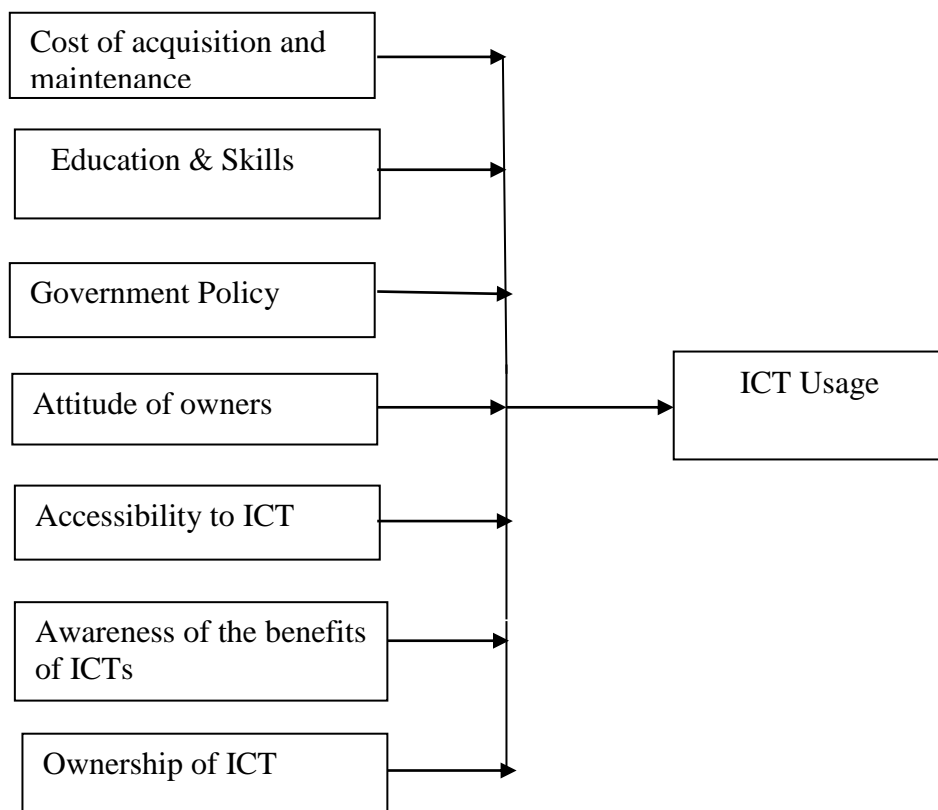 Cost of acquisition and
maintenance
Education & Skills
Government Policy
Attitude of owners
ICT Usage
Accessibility to ICT
Awareness of the benefits
of ICTs
Ownership of ICT